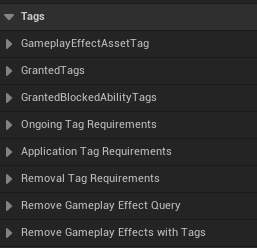 Tags
GameplayEffectAssetTag
GrantedTags
GrantedBlockedAbilityTags
Ongoing Tag Requirements
Application Tag Requirements
Removal Tag Requirements
Remove Gameplay Effect Query
Remove Gameplay Effects with Tags